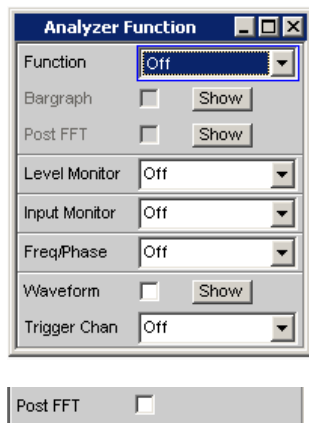 Analyzer Function
Function Off
Bargraph Show
Post FFT Show
Level Monitor Off
Input Monitor Off
Freq/Phase Off
Waveform Show
Trigger Chan Off
Post FFT